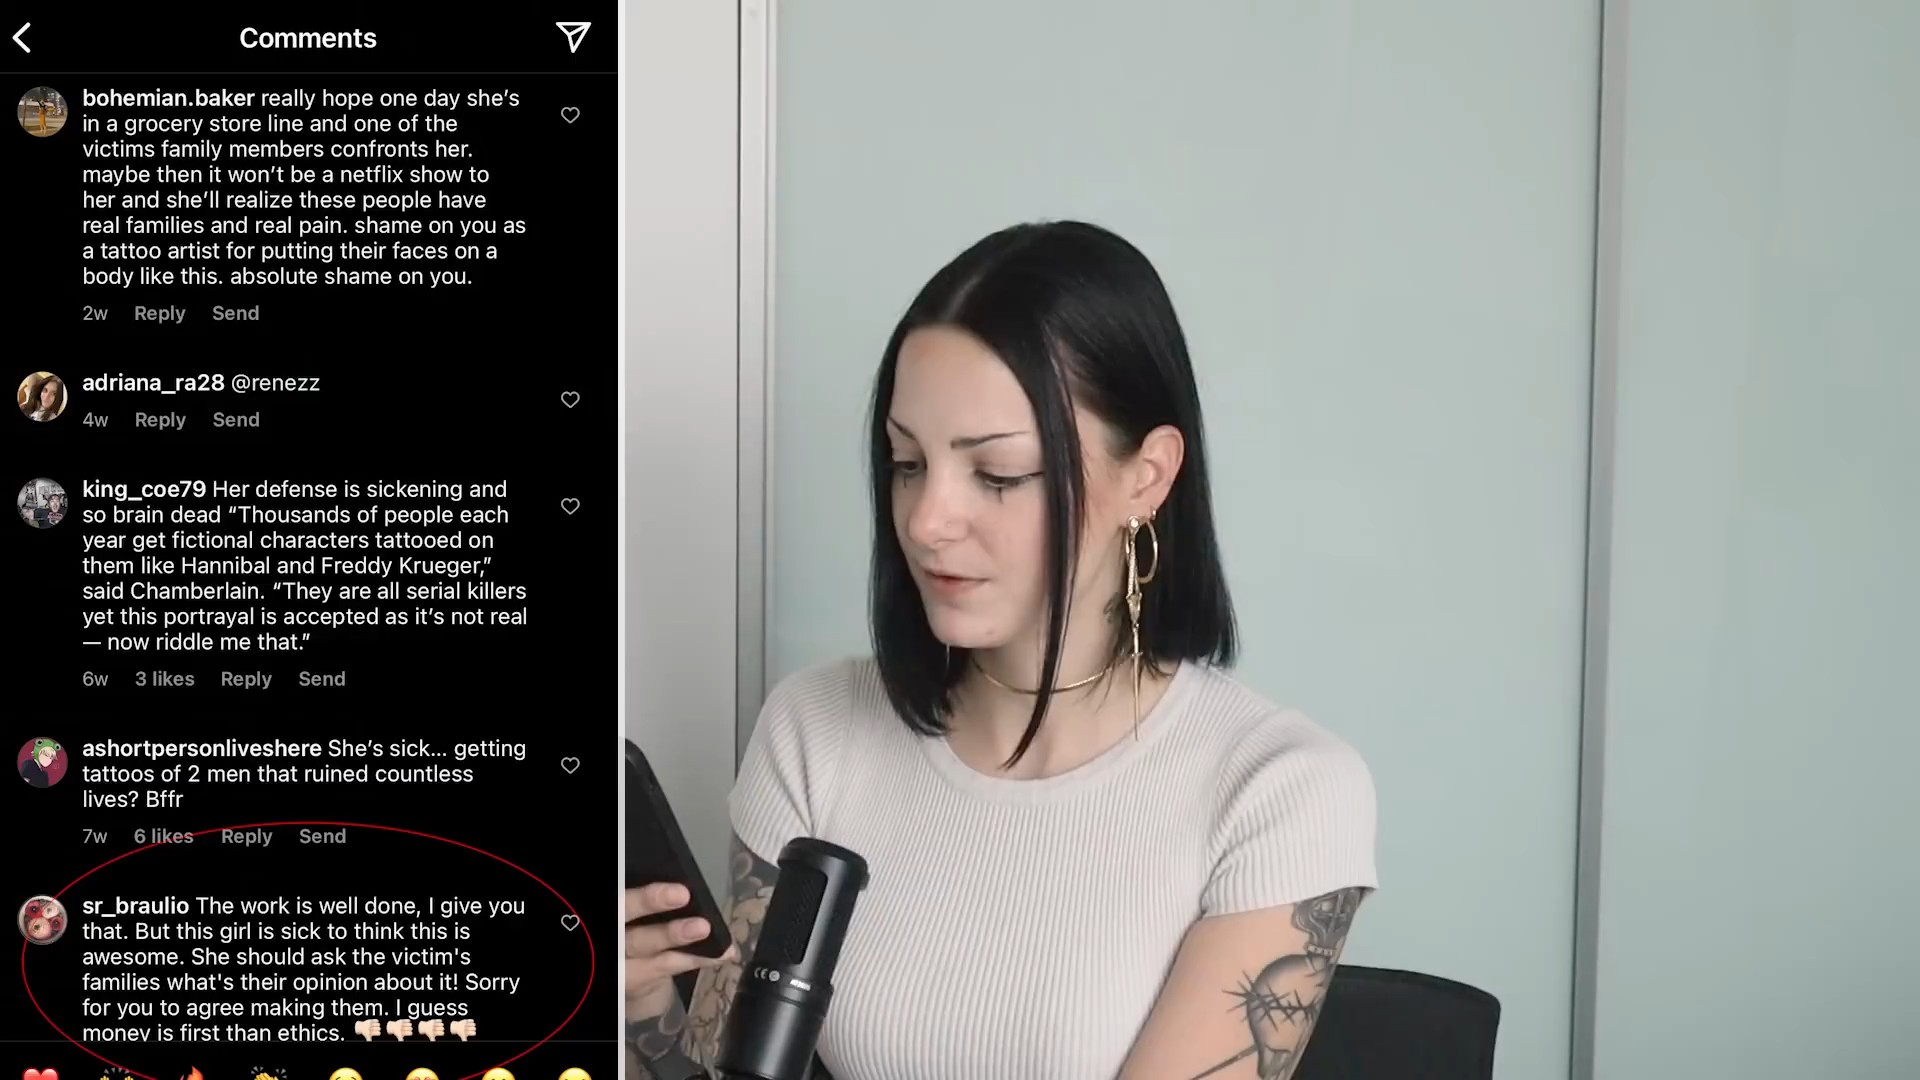 Comments
bohemian.baker really hope one day she’s
in a grocery store line and one of the
victims family members confronts her.
maybe then it won’t be a netflix show to
her and she’ll realize these people have
real families and real pain. shame on you as
a tattoo artist for putting their faces on a
body like this. absolute shame on you.
2w Reply Send
adriana_ra28 @renezz
4w Reply Send
king_coe79 Her defense is sickening and
so brain dead “Thousands of people each
year get fictional characters tattooed on
them like Hannibal and Freddy Krueger,”
said Chamberlain. “They are all serial killers
yet this portrayal is accepted as it’s not real
— now riddle me that.”
6w 3 likes Reply Send
ashortpersonliveshere She’s sick... getting
tattoos of 2 men that ruined countless
lives? Bffr
7w 6 likes Reply Send
sr_braulio The work is well done, I give you
that. But this girl is sick to think this is
awesome. She should ask the victim's
families what's their opinion about it! Sorry
for you to agree making them. I guess
money is first than ethics. 👎🏻👎🏻👎🏻👎🏻
CE